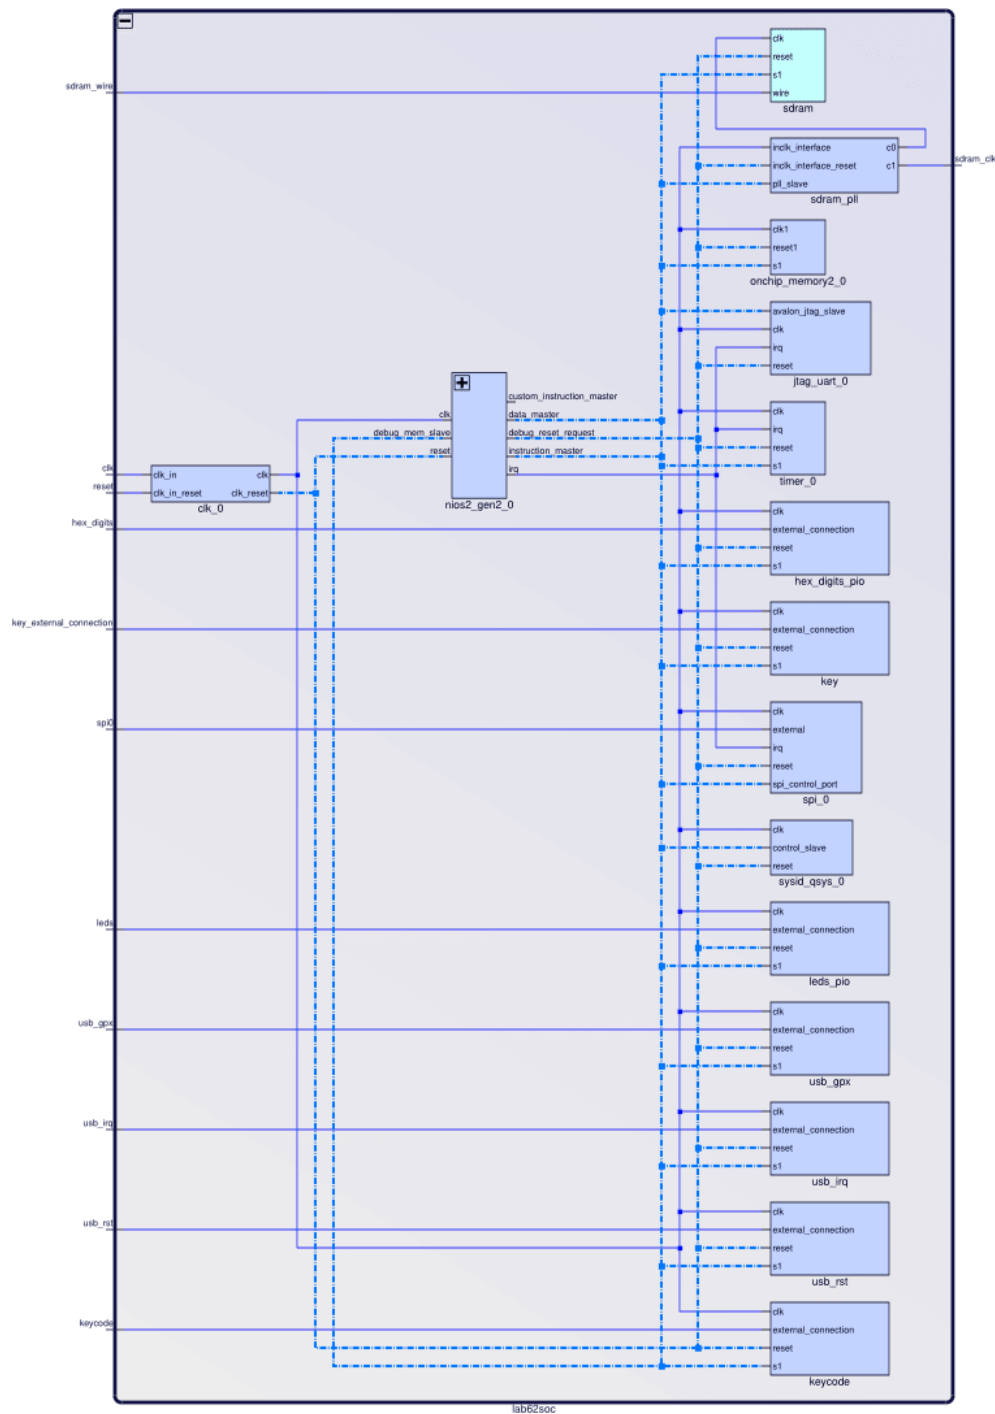 clk
reset
s1
sdram_wire
wire
sdram
inclk_interface
c0
sdram_clk
inclk_interface_reset
c1
pll_slave
sdram_pll
clk1
reset1
s1
onchip_memory2_0
avalon_jtag_slave
clk
irq
reset
jtag_uart_0
custom_instruction_master
clk
data_master
debug_mem_slave
debug_reset_request
reset
instruction_master
irq
nios2_gen2_0
clk
irq
reset
s1
timer_0
clk
clk_in
clk
reset
clk_in_reset
clk_reset
clk_0
clk
hex_digits
external_connection
reset
s1
hex_digits_pio
clk
key_external_connection
external_connection
reset
s1
key
clk
spi0
external
irq
reset
spi_control_port
spi_0
clk
control_slave
reset
sysid_qsys_0
clk
leds
external_connection
reset
s1
leds_pio
clk
usb_gpx
external_connection
reset
s1
usb_gpx
clk
usb_irq
external_connection
reset
s1
usb_irq
clk
usb_rst
external_connection
reset
s1
usb_rst
clk
keycode
external_connection
reset
s1
keycode
lab62soc